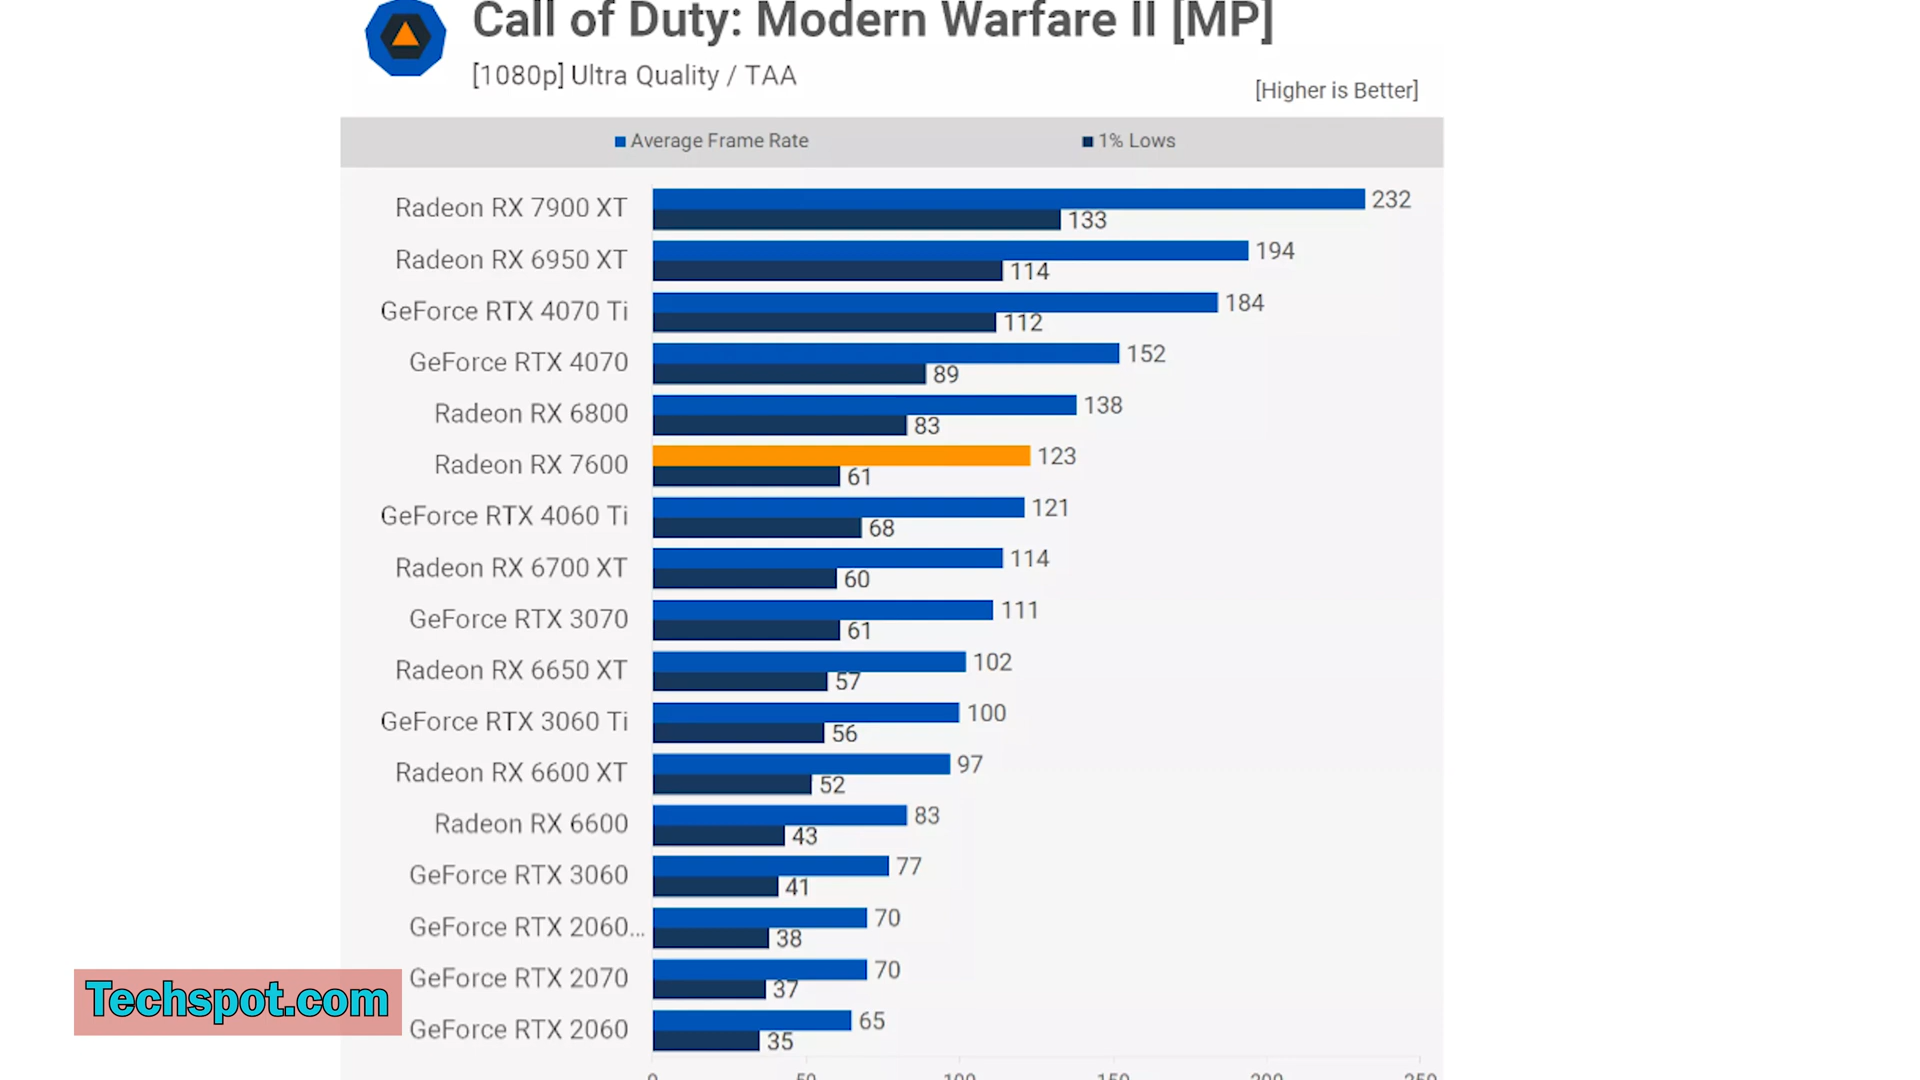 Call of Duty: Modern Warfare II [MP]
[1080p] Ultra Quality / TAA
[Higher is Better]
Average Frame Rate 1% Lows
Radeon RX 7900 XT 232
133
Radeon RX 6950 XT 194
114
GeForce RTX 4070 Ti 184
112
GeForce RTX 4070 152
89
Radeon RX 6800 138
83
Radeon RX 7600 123
61
GeForce RTX 4060 Ti 121
68
Radeon RX 6700 XT 114
60
GeForce RTX 3070 111
61
Radeon RX 6650 XT 102
57
GeForce RTX 3060 Ti 100
56
Radeon RX 6600 XT 97
52
Radeon RX 6600 83
43
GeForce RTX 3060 77
41
GeForce RTX 2060... 70
38
GeForce RTX 2070 70
37
GeForce RTX 2060 65
35
Techspot.com
0 50 100 150 200 250